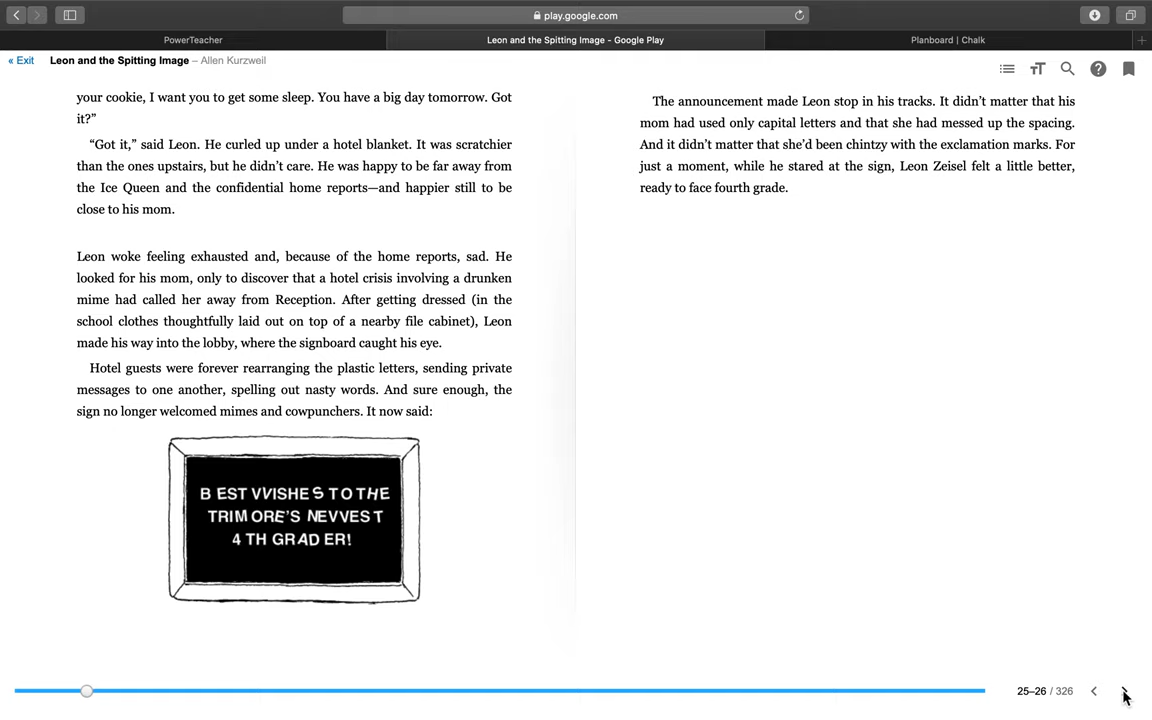 play.google.com
PowerTeacher
Leon and the Spitting Image - Google Play
Planboard | Chalk
« Exit
Leon and the Spitting Image – Allen Kurzweil
your cookie, I want you to get some sleep. You have a big day tomorrow. Got
it?”
“Got it,” said Leon. He curled up under a hotel blanket. It was scratchier
than the ones upstairs, but he didn’t care. He was happy to be far away from
the Ice Queen and the confidential home reports—and happier still to be
close to his mom.
Leon woke feeling exhausted and, because of the home reports, sad. He
looked for his mom, only to discover that a hotel crisis involving a drunken
mime had called her away from Reception. After getting dressed (in the
school clothes thoughtfully laid out on top of a nearby file cabinet), Leon
made his way into the lobby, where the signboard caught his eye.
Hotel guests were forever rearranging the plastic letters, sending private
messages to one another, spelling out nasty words. And sure enough, the
sign no longer welcomed mimes and cowpunchers. It now said:
B EST VVISHE S T O T HE
TRIM ORE’S NEVVES T
4 TH GRAD ER!
The announcement made Leon stop in his tracks. It didn’t matter that his
mom had used only capital letters and that she had messed up the spacing.
And it didn’t matter that she’d been chintzy with the exclamation marks. For
just a moment, while he stared at the sign, Leon Zeisel felt a little better,
ready to face fourth grade.
25–26 / 326